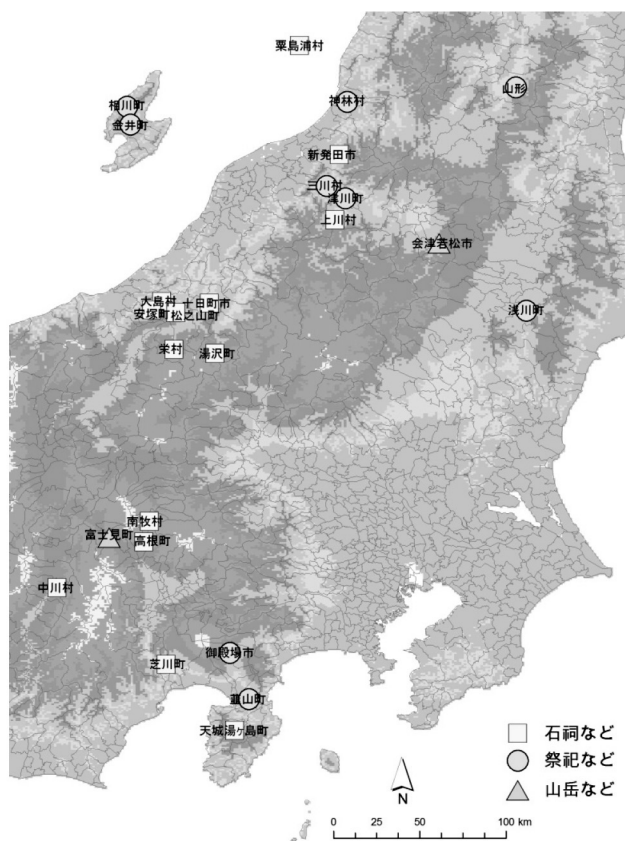 粟島浦村
相川町
金井町
神林村
山形
新発田市
三川村
津川町
上川村
会津若松市
大島村
十日町市
安塚町
松之山町
浅川町
栄村
湯沢町
南牧村
富士見町
高根町
中川村
御殿場市
芝川町
韮山町
天城湯ヶ島町
石祠など
祭祀など
山岳など
N
0 25 50 100 km